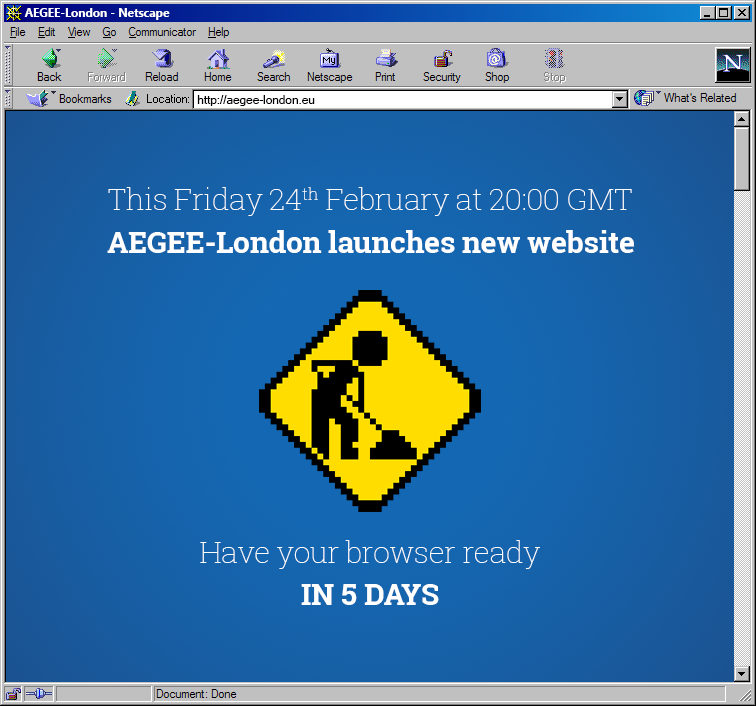 AEGEE-London - Netscape
File Edit View Go Communicator Help
My
Back Forward Reload Home Search Netscape Print Security Shop Stop
N
Bookmarks Location: http://aegee-london.eu What's Related
This Friday 24th February at 20:00 GMT
AEGEE-London launches new website
Have your browser ready
IN 5 DAYS
Document: Done